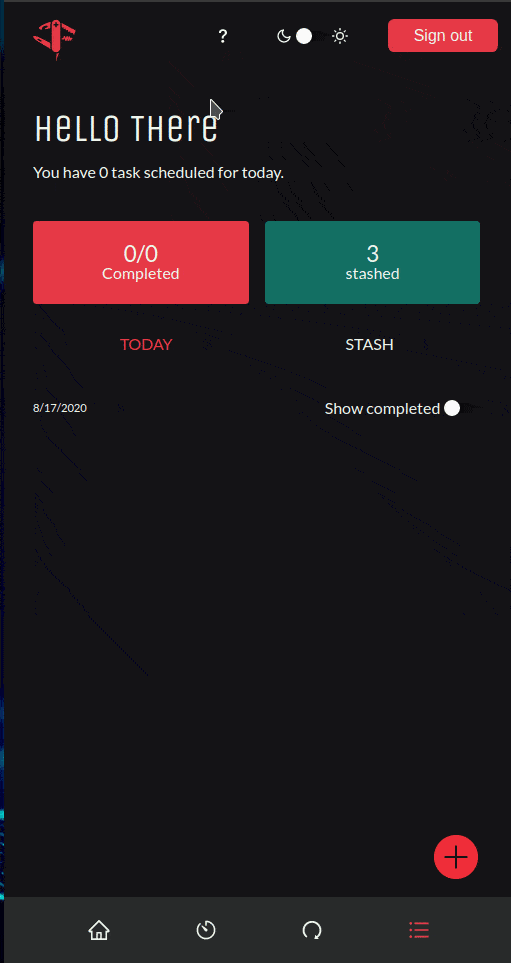 ?
Sign out
Hello There
You have 0 task scheduled for today.
0/0
Completed
3
stashed
TODAY
STASH
8/17/2020
Show completed